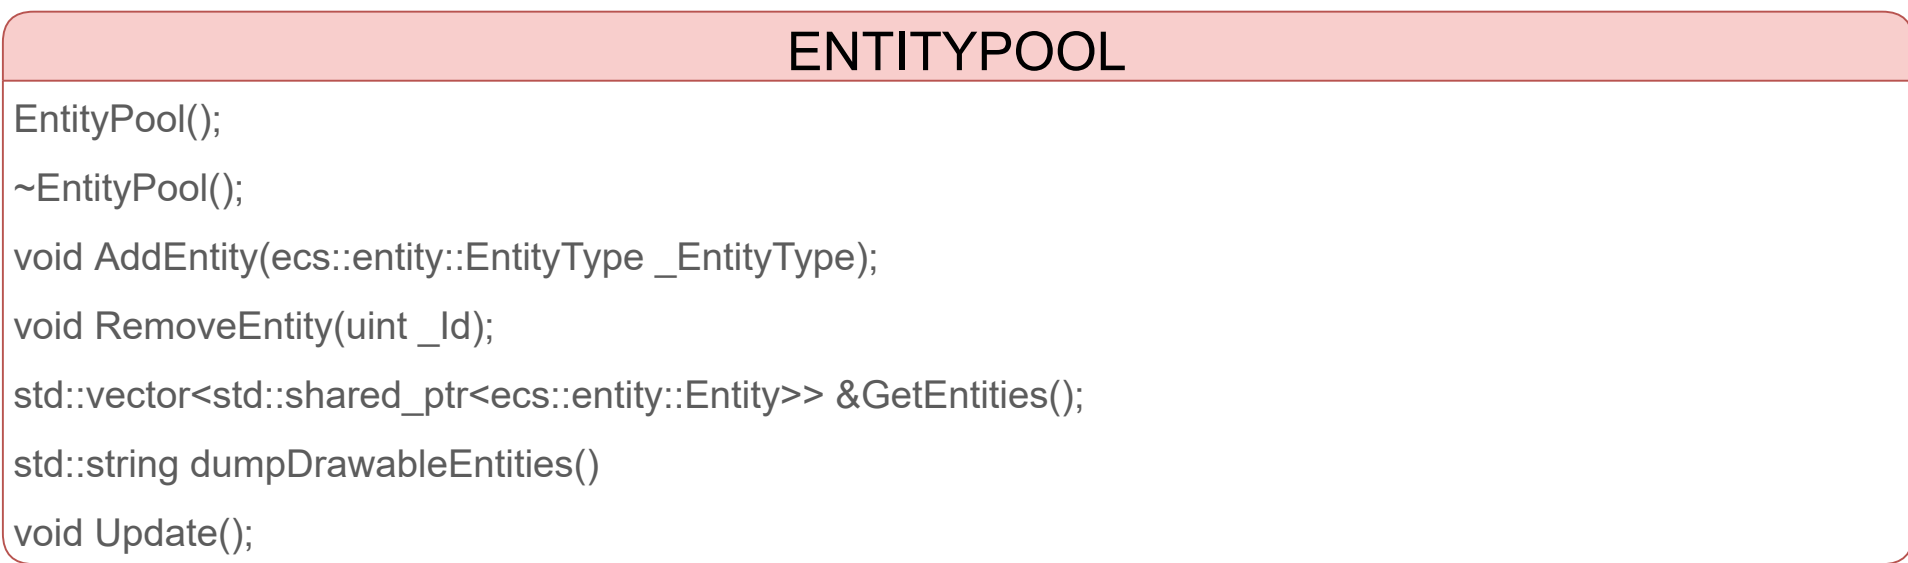 ENTITYPOOL
EntityPool();
~EntityPool();
void AddEntity(ecs::entity::EntityType _EntityType);
void RemoveEntity(uint _Id);
std::vector<std::shared_ptr<ecs::entity::Entity>> &GetEntities();
std::string dumpDrawableEntities()
void Update();